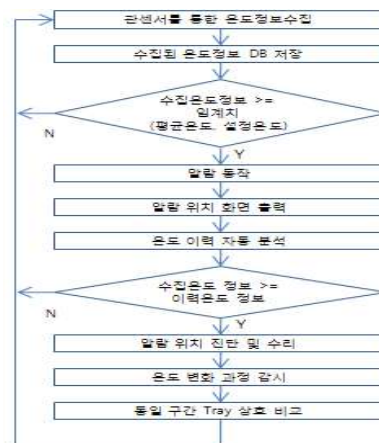 광센서를 통한 온도정보수집
수집된 온도정보 DB 저장
수집온도정보 >=
임계치
(평균온도, 설정온도)
N
Y
알람 동작
알람 위치 화면 출력
온도 이력 자동 분석
수집온도 정보 >=
이력온도 정보
N
Y
알람 위치 진단 및 수리
온도 변화 과정 감시
동일 구간 Tray 상호 비교